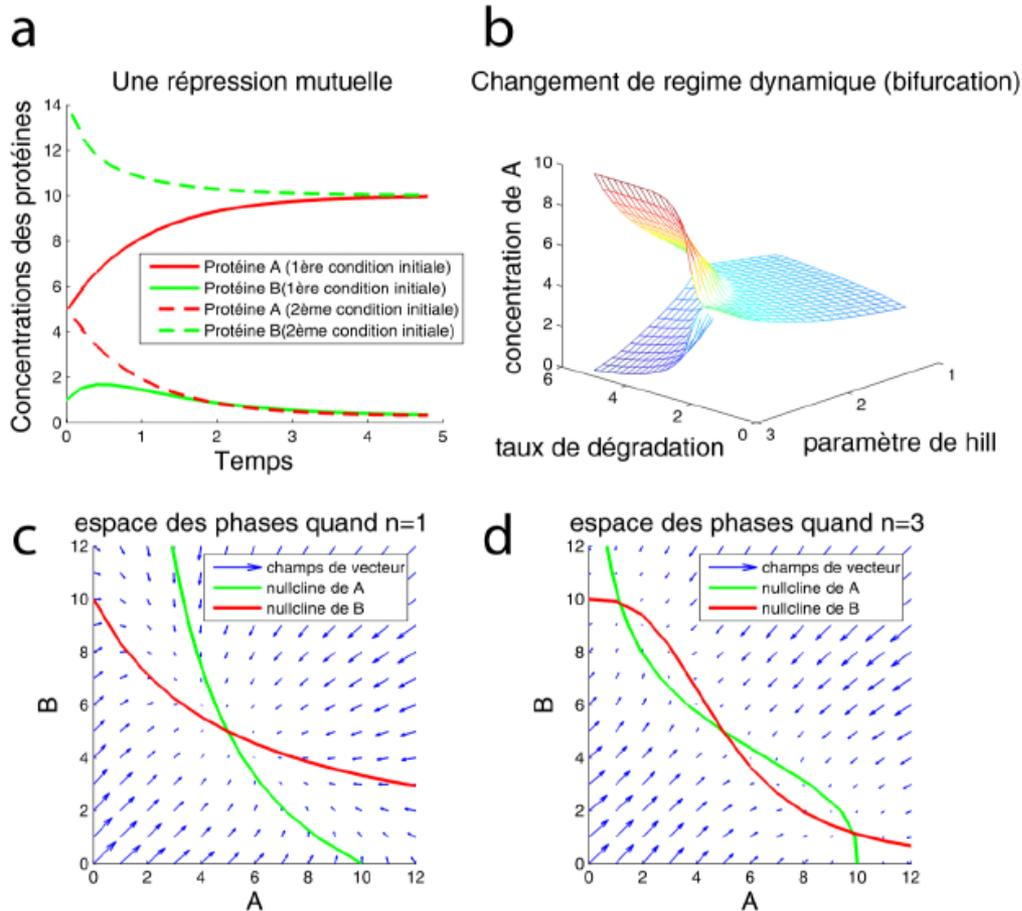 a
Une répression mutuelle
Concentrations des protéines
14
12
10
8
6
4
2
0
0 1 2 3 4 5
Temps
Protéine A (1ère condition initiale)
Protéine B(1ère condition initiale)
Protéine A (2ème condition initiale)
Protéine B(2ème condition initiale)
b
Changement de regime dynamique (bifurcation)
concentration de A
10
8
6
4
2
0
6 4 2 0
taux de dégradation
3 2 1
paramètre de hill
c
espace des phases quand n=1
champs de vecteur
nullcline de A
nullcline de B
B
12
10
8
6
4
2
0
0 2 4 6 8 10 12
A
d
espace des phases quand n=3
champs de vecteur
nullcline de A
nullcline de B
B
12
10
8
6
4
2
0
0 2 4 6 8 10 12
A